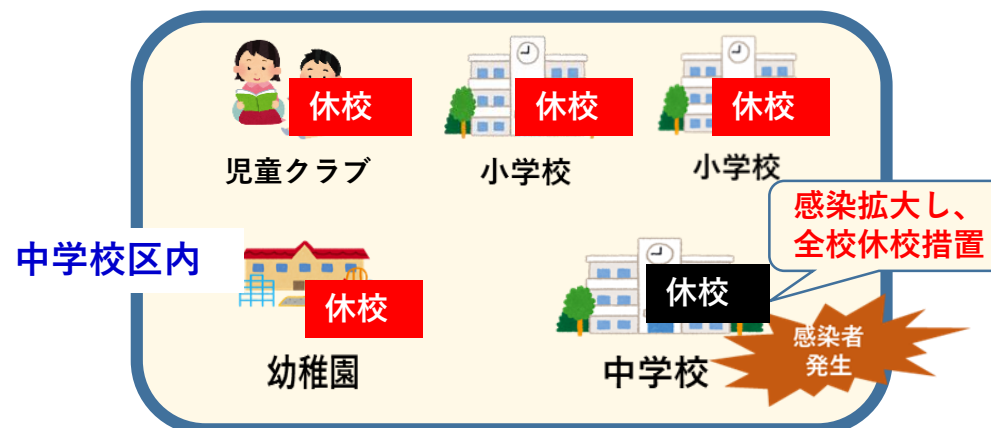 休校
休校
休校
児童クラブ
小学校
小学校
感染拡大し、
全校休校措置
中学校区内
休校
休校
感染者
発生
幼稚園
中学校